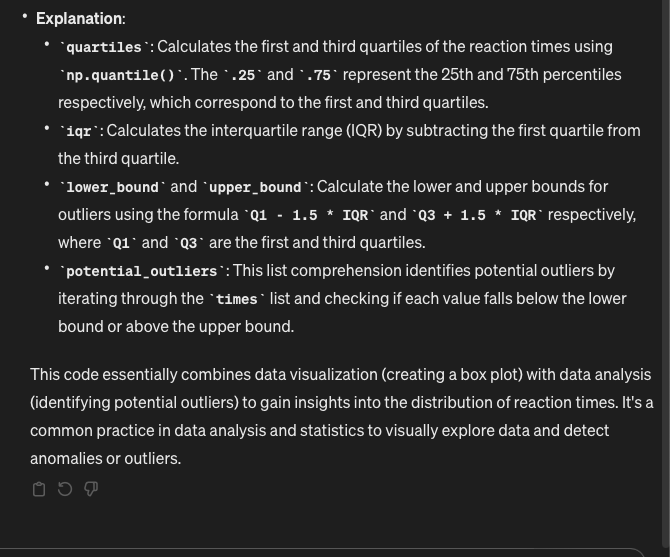 • Explanation:
• `quartiles`: Calculates the first and third quartiles of the reaction times using
`np.quantile()`. The `.25` and `.75` represent the 25th and 75th percentiles
respectively, which correspond to the first and third quartiles.
• `iqr`: Calculates the interquartile range (IQR) by subtracting the first quartile from
the third quartile.
• `lower_bound` and `upper_bound`: Calculate the lower and upper bounds for
outliers using the formula `Q1 - 1.5 * IQR` and `Q3 + 1.5 * IQR` respectively,
where `Q1` and `Q3` are the first and third quartiles.
• `potential_outliers`: This list comprehension identifies potential outliers by
iterating through the `times` list and checking if each value falls below the lower
bound or above the upper bound.
This code essentially combines data visualization (creating a box plot) with data analysis
(identifying potential outliers) to gain insights into the distribution of reaction times. It's a
common practice in data analysis and statistics to visually explore data and detect
anomalies or outliers.